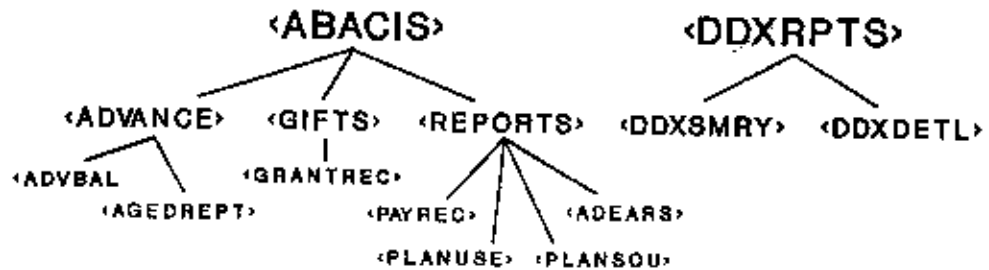 <ABACIS> <DDXRPTS>
<ADVANCE> <GIFTS> <REPORTS> <DDXSMRY> <DDXDETL>
<ADVBAL <GRANTREC>
<AGEDREPT> <PAYREC> <ADEARS>
<PLANUSE> <PLANSOU>